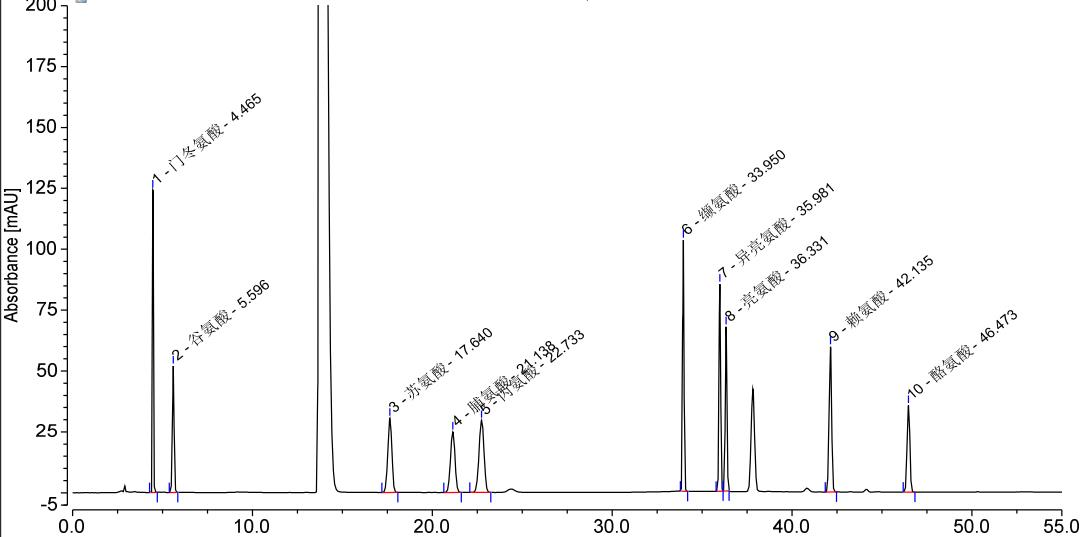 200
175
150
125
100
75
50
25
-5
Absorbance [mAU]
1 - 门冬氨酸 - 4.465
2 - 谷氨酸 - 5.596
3 - 苏氨酸 - 17.640
4 - 脯氨酸 - 21.138
5 - 丙氨酸 - 22.733
6 - 缬氨酸 - 33.950
7 - 异亮氨酸 - 35.981
8 - 亮氨酸 - 36.331
9 - 赖氨酸 - 42.135
10 - 酪氨酸 - 46.473
0.0
10.0
20.0
30.0
40.0
50.0
55.0